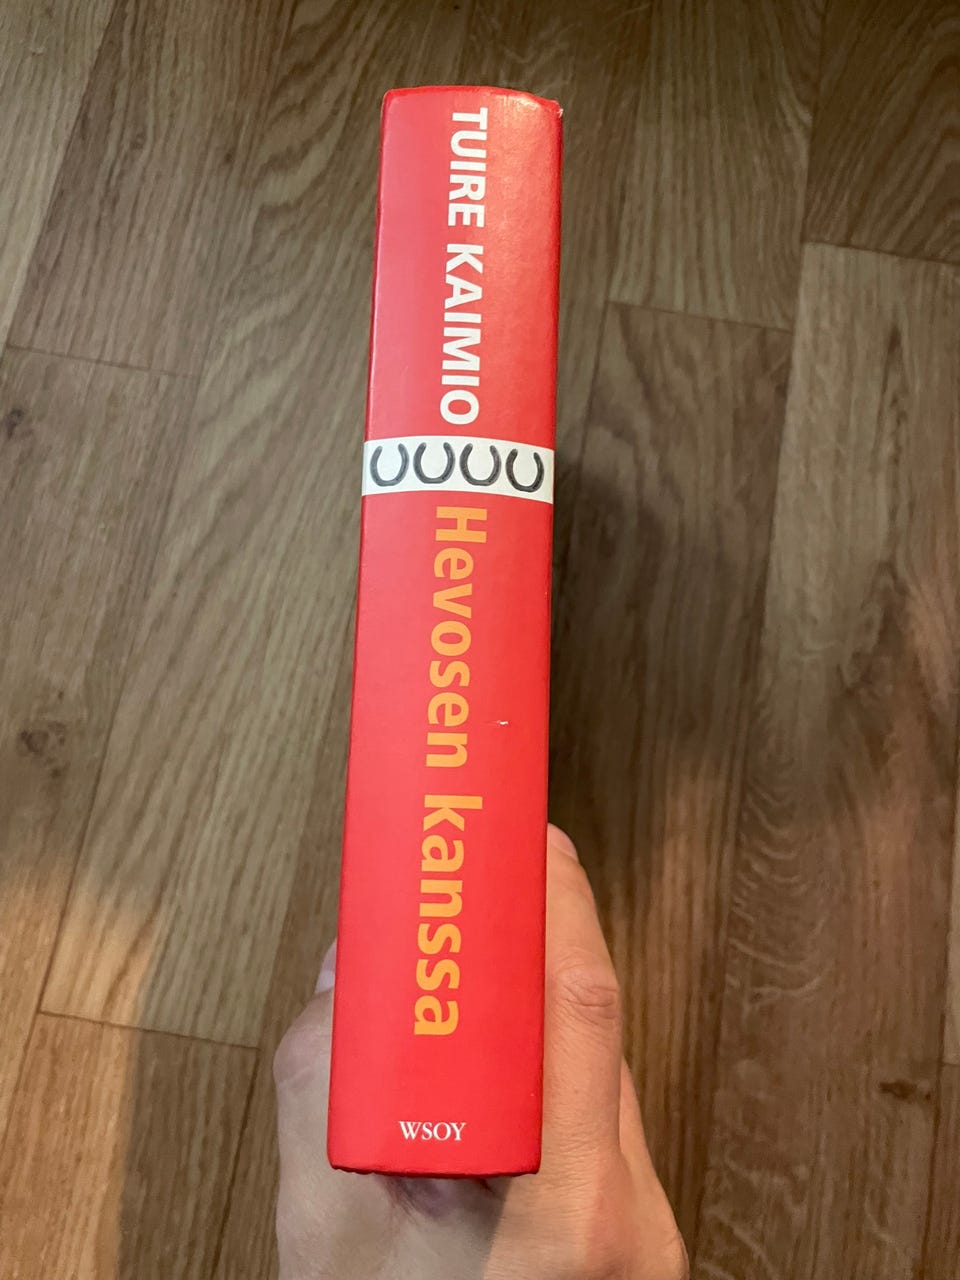 TUIRE KAIMIO
Hevosen kanssa
WSOY